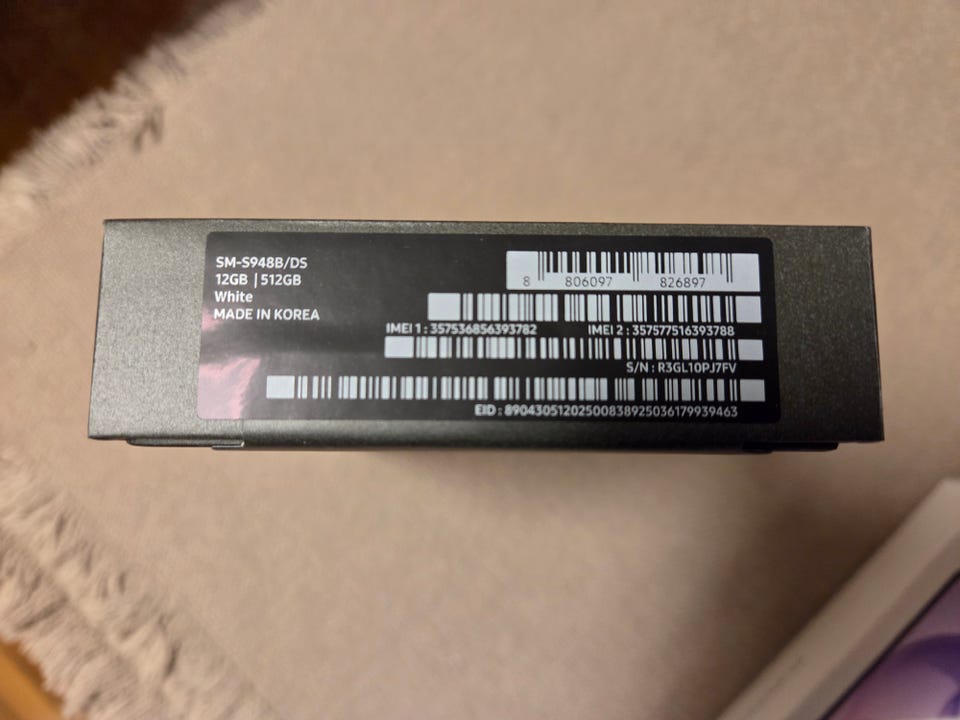 SM-S948B/DS
12GB | 512GB
White
MADE IN KOREA
8 806097 826897
IMEI 1 : 357536856393782 IMEI 2 : 357577516393788
S/N : R3GL10PJ7FV
EID : 89043051202500838925036179939463